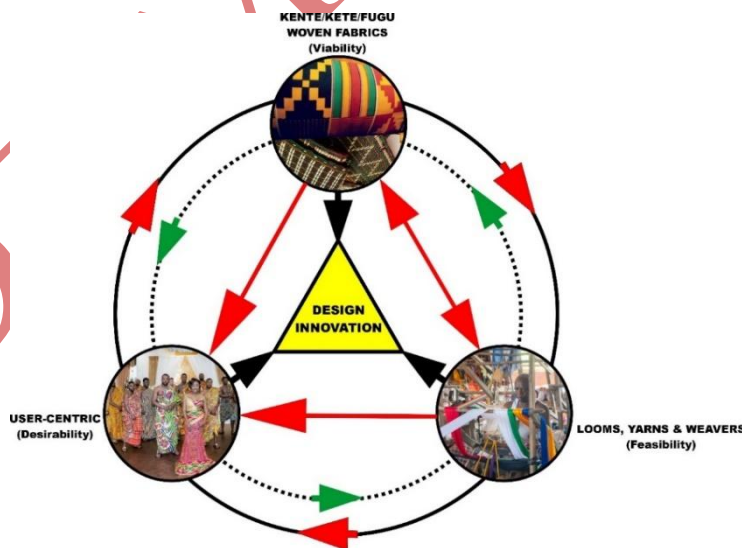 KENTE/KETE/FUGU
WOVEN FABRICS
(Viability)
DESIGN
INNOVATION
USER-CENTRIC
(Desirability)
LOOMS, YARNS & WEAVERS
(Feasibility)